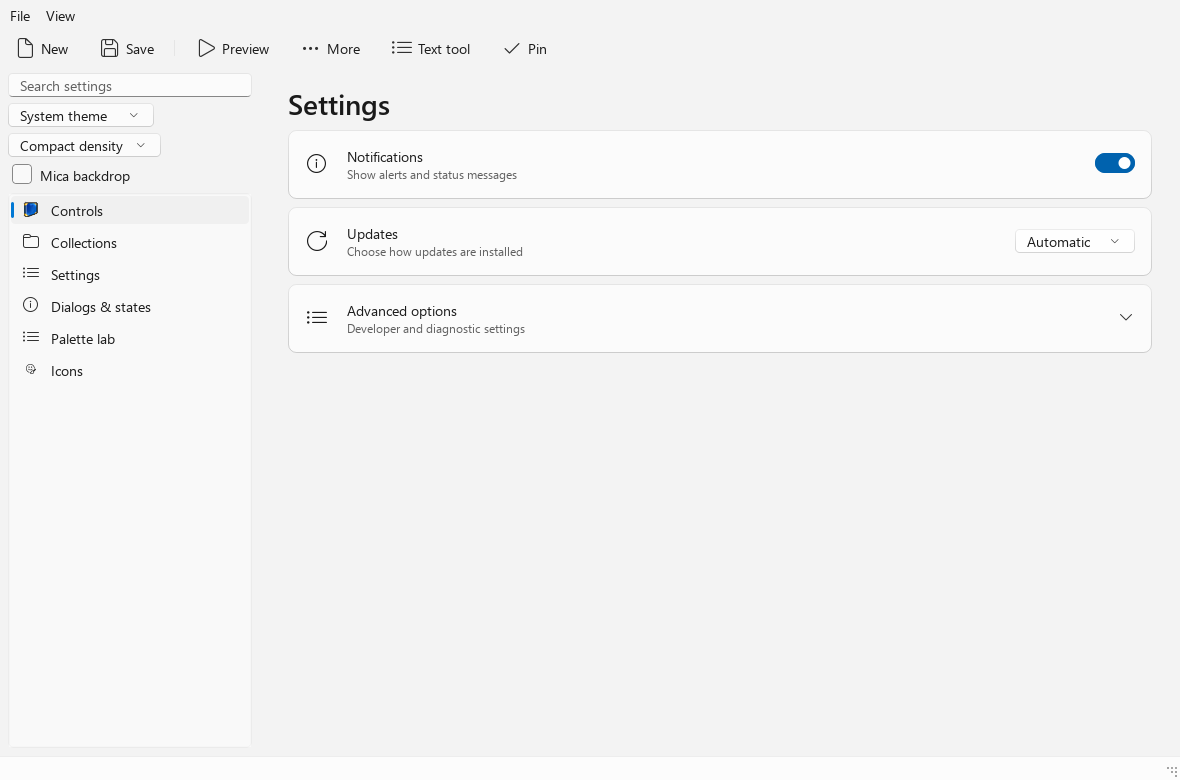 File View
New Save Preview More Text tool Pin
Search settings
System theme
Compact density
Mica backdrop
Controls
Collections
Settings
Dialogs & states
Palette lab
Icons
Settings
Notifications
Show alerts and status messages
Updates
Choose how updates are installed
Automatic
Advanced options
Developer and diagnostic settings